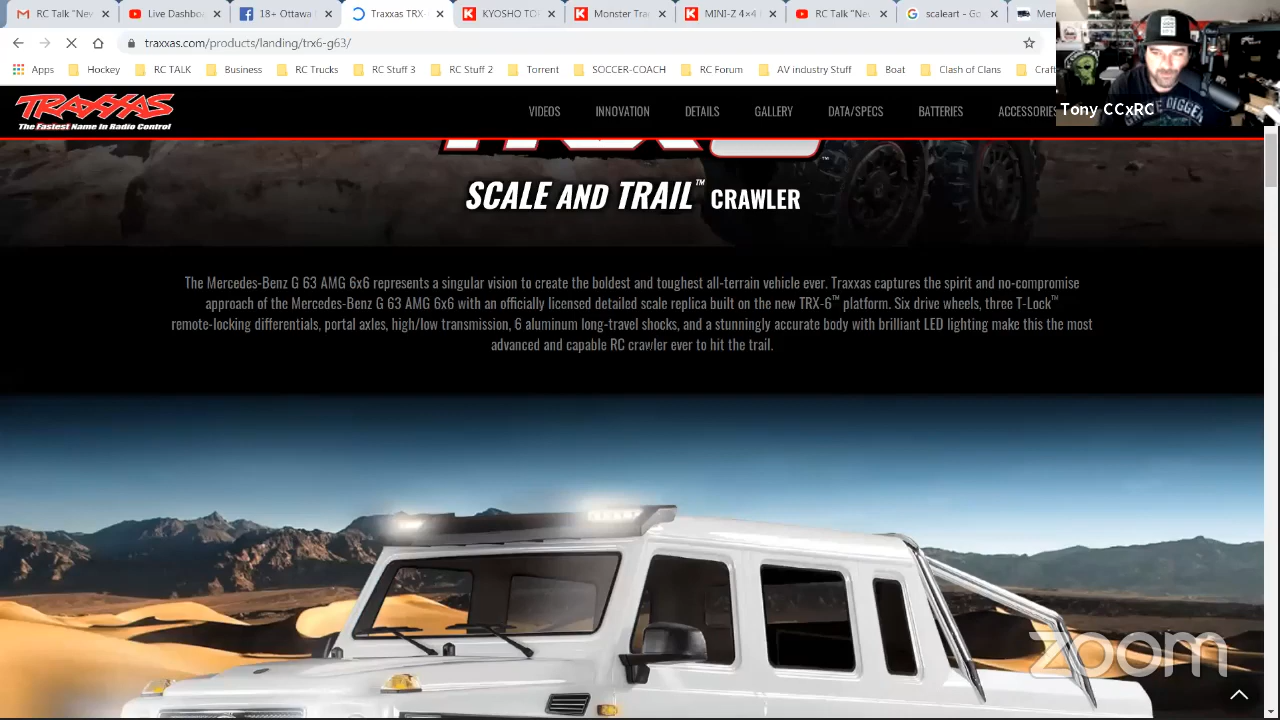 RC Talk "Nev
Live Dashbo
18+ Ottawa
Traxxas TRX-
KYOSHO TO-
Monster Tra
MINI-Z 4×4
RC Talk "Nev
scaleart - Go
Mer
traxxas.com/products/landing/trx6-g63/
Apps
Hockey
RC TALK
Business
RC Trucks
RC Stuff
RC Stuff 2
Torrent
SOCCER-COACH
RC Forum
AV industry Stuff
Boo
Clash of Clans
Craft
Tony CCxRC
TRAXXAS
The Fastest Name in Radio Control
VIDEOS
INNOVATION
DETAILS
GALLERY
DATA/SPECS
BATTERIES
ACCESSORIES
SCALE AND TRAIL™ CRAWLER
The Mercedes-Benz G 63 AMG 6x6 represents a singular vision to create the boldest and toughest all-terrain vehicle ever. Traxxas captures the spirit and no-compromise
approach of the Mercedes-Benz G 63 AMG 6x6 with an officially licensed detailed scale replica built on the new TRX-6™ platform. Six drive wheels, three T-Lock™
remote-locking differentials, portal axles, high/low transmission, 6 aluminum long-travel shocks, and a stunningly accurate body with brilliant LED lighting make this the most
advanced and capable RC crawler ever to hit the trail.
zoom